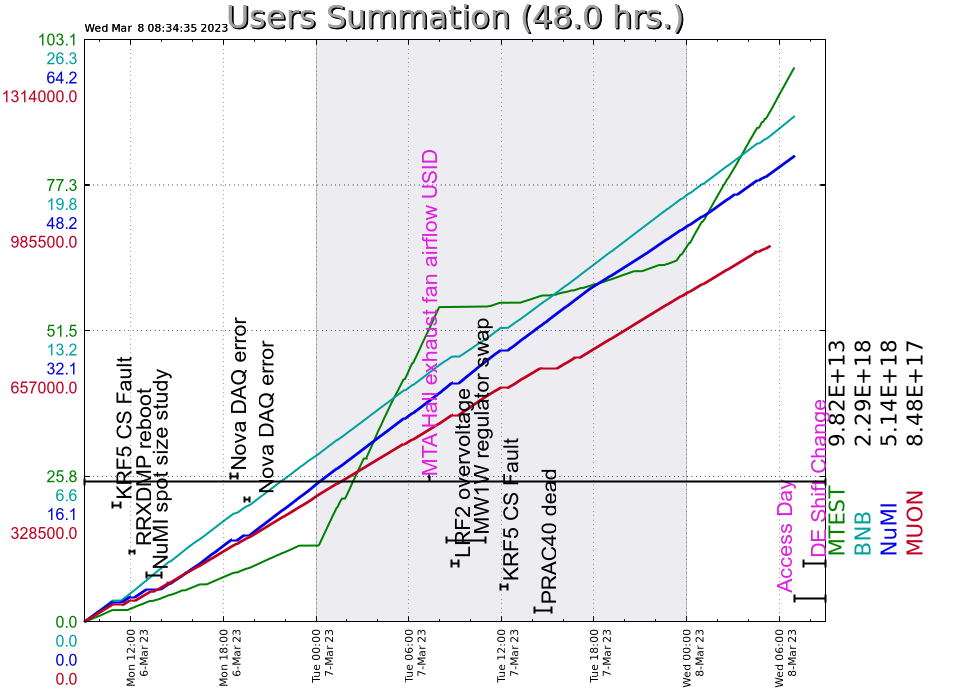 Users Summation (48.0 hrs.)
Wed Mar 8 08:34:35 2023
103.1
26.3
64.2
1314000.0
77.3
19.8
48.2
985500.0
51.5
13.2
32.1
657000.0
25.8
6.6
16.1
328500.0
0.0
0.0
0.0
0.0
KRF5 CS Fault
RRXDMP reboot
NuMI spot size study
Nova DAQ error
Nova DAQ error
MTA Hall exhaust fan airflow USID
LRF2 overvoltage
MW1W regulator swap
KRF5 CS Fault
PRAC40 dead
Access Day
DE Shift Change
MTEST 9.82E+13
BNB 2.29E+18
NuMI 5.14E+18
MUON 8.48E+17
Mon 12:00
6-Mar 23
Mon 18:00
6-Mar 23
Tue 00:00
7-Mar 23
Tue 06:00
7-Mar 23
Tue 12:00
7-Mar 23
Tue 18:00
7-Mar 23
Wed 00:00
8-Mar 23
Wed 06:00
8-Mar 23